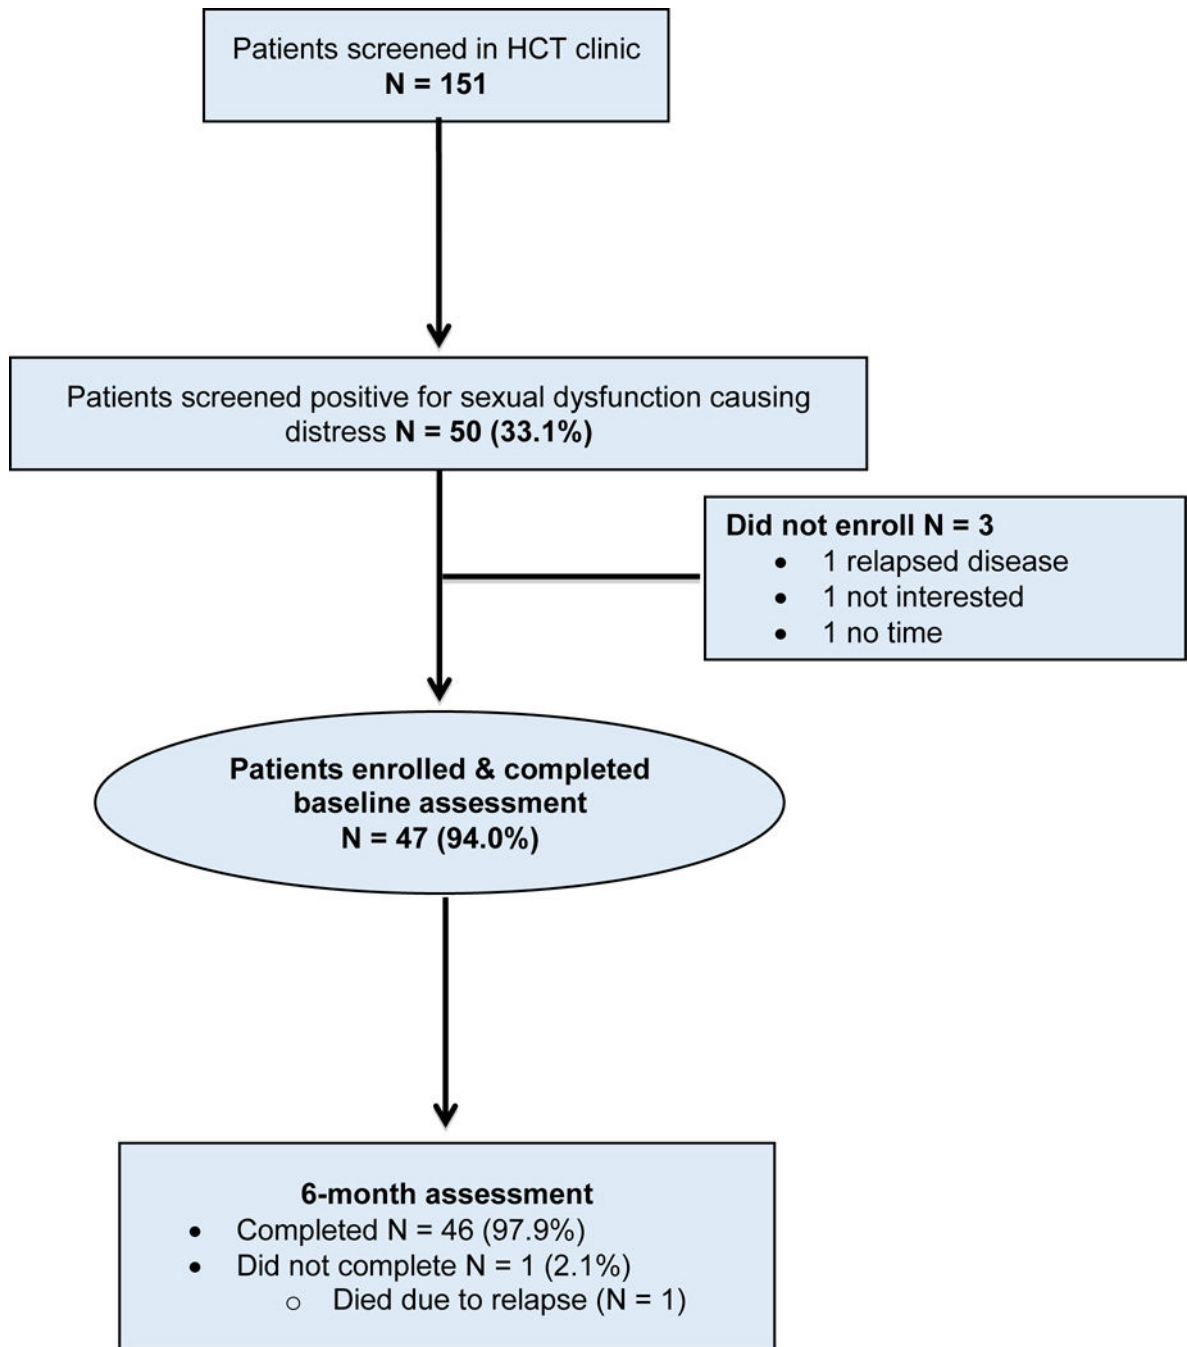 Patients screened in HCT clinic
N = 151
Patients screened positive for sexual dysfunction causing
distress N = 50 (33.1%)
Did not enroll N = 3
• 1 relapsed disease
• 1 not interested
• 1 no time
Patients enrolled & completed
baseline assessment
N = 47 (94.0%)
6-month assessment
• Completed N = 46 (97.9%)
• Did not complete N = 1 (2.1%)
o Died due to relapse (N = 1)